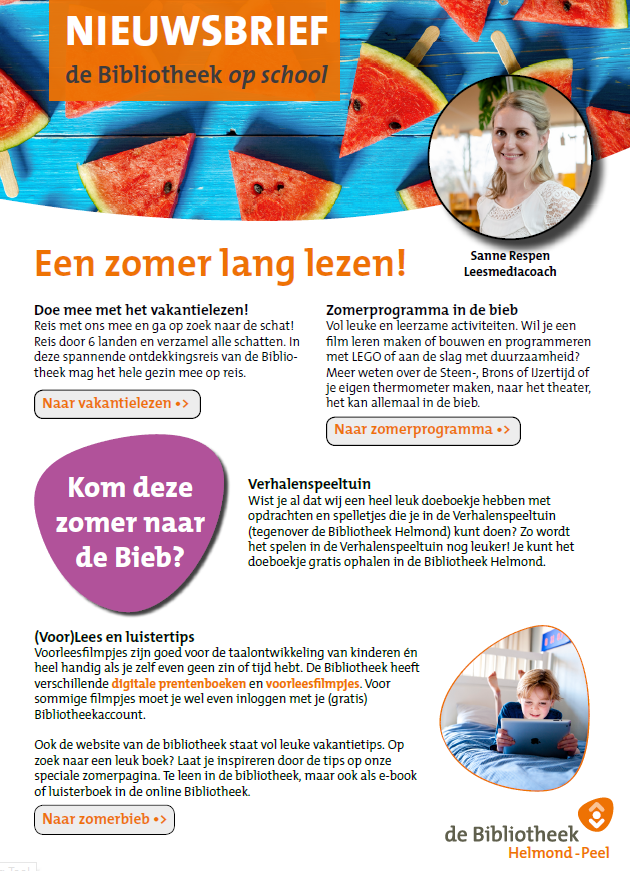 NIEUWSBRIEF
de Bibliotheek op school
Sanne Respen
Leesmediacoach
Een zomer lang lezen!
Doe mee met het vakantielezen!
Reis met ons mee en ga op zoek naar de schat!
Reis door 6 landen en verzamel alle schatten. In
deze spannende ontdekkingsreis van de Biblio-
theek mag het hele gezin mee op reis.
Naar vakantielezen •>
Zomerprogramma in de bieb
Vol leuke en leerzame activiteiten. Wil je een
film leren maken of bouwen en programmeren
met LEGO of aan de slag met duurzaamheid?
Meer weten over de Steen-, Brons of IJzertijd of
je eigen thermometer maken, naar het theater,
het kan allemaal in de bieb.
Naar zomerprogramma •>
Kom deze
zomer naar
de Bieb?
Verhalenspeeltuin
Wist je al dat wij een heel leuk doeboekje hebben met
opdrachten en spelletjes die je in de Verhalenspeeltuin
(tegenover de Bibliotheek Helmond) kunt doen? Zo wordt
het spelen in de Verhalenspeeltuin nog leuker! Je kunt het
doeboekje gratis ophalen in de Bibliotheek Helmond.
(Voor)Lees en luistertips
Voorleesfilmpjes zijn goed voor de taalontwikkeling van kinderen én
heel handig als je zelf even geen zin of tijd hebt. De Bibliotheek heeft
verschillende digitale prentenboeken en voorleesfilmpjes. Voor
sommige filmpjes moet je wel even inloggen met je (gratis)
Bibliotheekaccount.
Ook de website van de bibliotheek staat vol leuke vakantietips. Op
zoek naar een leuk boek? Laat je inspireren door de tips op onze
speciale zomerpagina. Te leen in de bibliotheek, maar ook als e-book
of luisterboek in de online Bibliotheek.
Naar zomerbieb •>
de Bibliotheek
Helmond-Peel